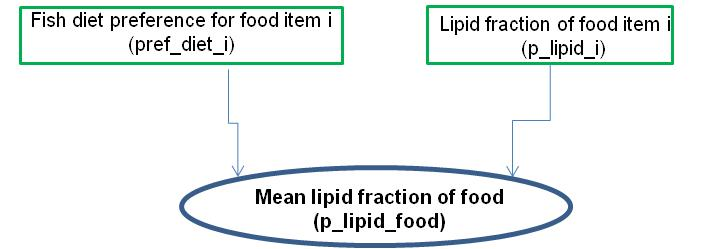 Fish diet preference for food item i
(pref_diet_i)
Lipid fraction of food item i
(p_lipid_i)
Mean lipid fraction of food
(p_lipid_food)